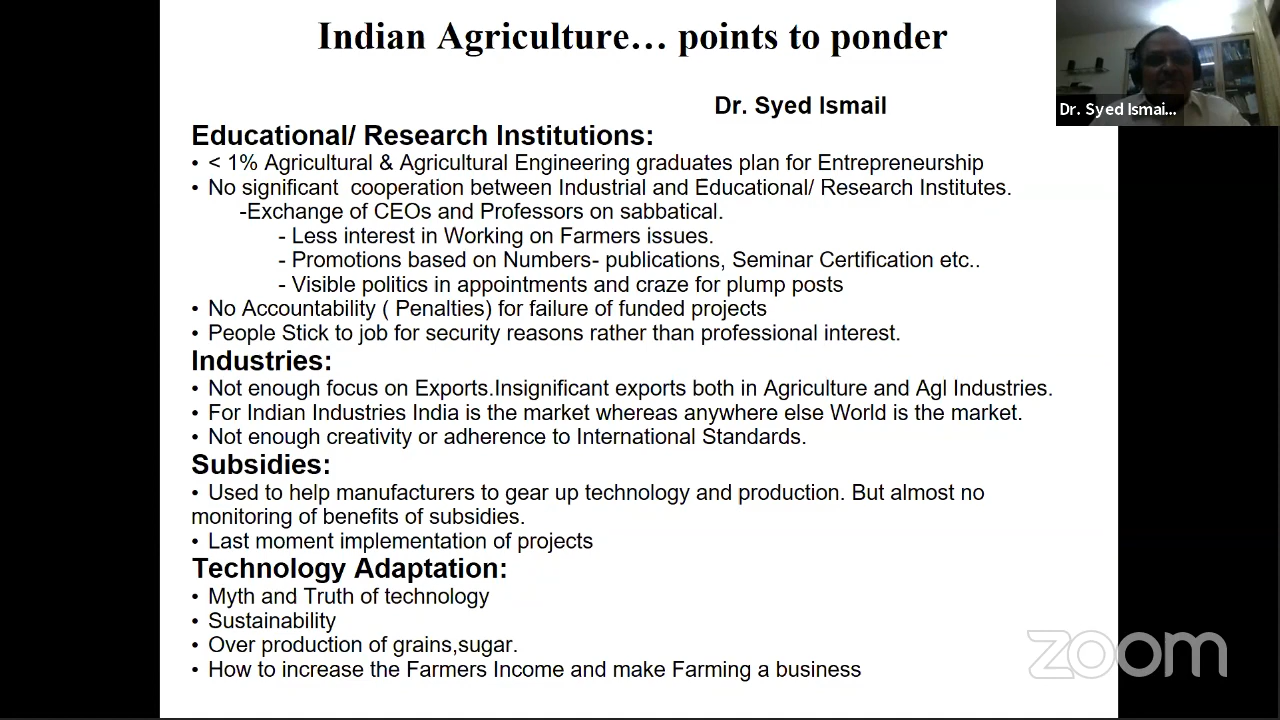 Indian Agriculture… points to ponder
Dr. Syed Ismai...
Dr. Syed Ismail
Educational/ Research Institutions:
• < 1% Agricultural & Agricultural Engineering graduates plan for Entrepreneurship
• No significant cooperation between Industrial and Educational/ Research Institutes.
-Exchange of CEOs and Professors on sabbatical.
- Less interest in Working on Farmers issues.
- Promotions based on Numbers- publications, Seminar Certification etc..
- Visible politics in appointments and craze for plump posts
• No Accountability ( Penalties) for failure of funded projects
• People Stick to job for security reasons rather than professional interest.
Industries:
• Not enough focus on Exports.Insignificant exports both in Agriculture and Agl Industries.
• For Indian Industries India is the market whereas anywhere else World is the market.
• Not enough creativity or adherence to International Standards.
Subsidies:
• Used to help manufacturers to gear up technology and production. But almost no
monitoring of benefits of subsidies.
• Last moment implementation of projects
Technology Adaptation:
• Myth and Truth of technology
• Sustainability
• Over production of grains,sugar.
• How to increase the Farmers Income and make Farming a business
zoom